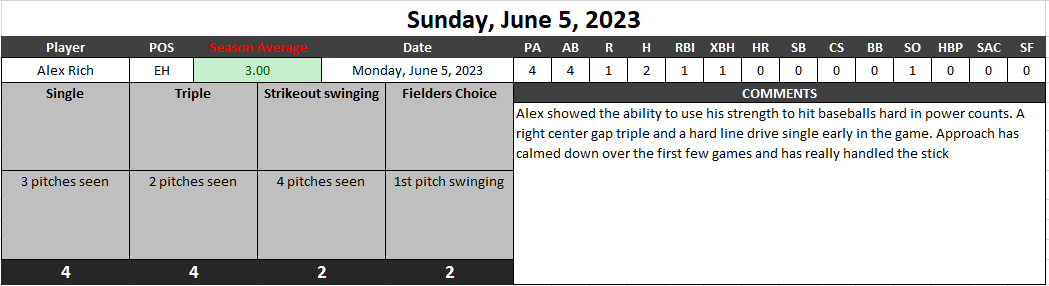 Sunday, June 5, 2023
Player POS Season Average Date PA AB R H RBI XBH HR SB CS BB SO HBP SAC SF
Alex Rich EH 3.00 Monday, June 5, 2023 4 4 1 2 1 1 0 0 0 0 1 0 0 0
Single Triple Strikeout swinging Fielders Choice COMMENTS
Alex showed the ability to use his strength to hit baseballs hard in power counts. A
right center gap triple and a hard line drive single early in the game. Approach has
calmed down over the first few games and has really handled the stick
3 pitches seen 2 pitches seen 4 pitches seen 1st pitch swinging
4 4 2 2